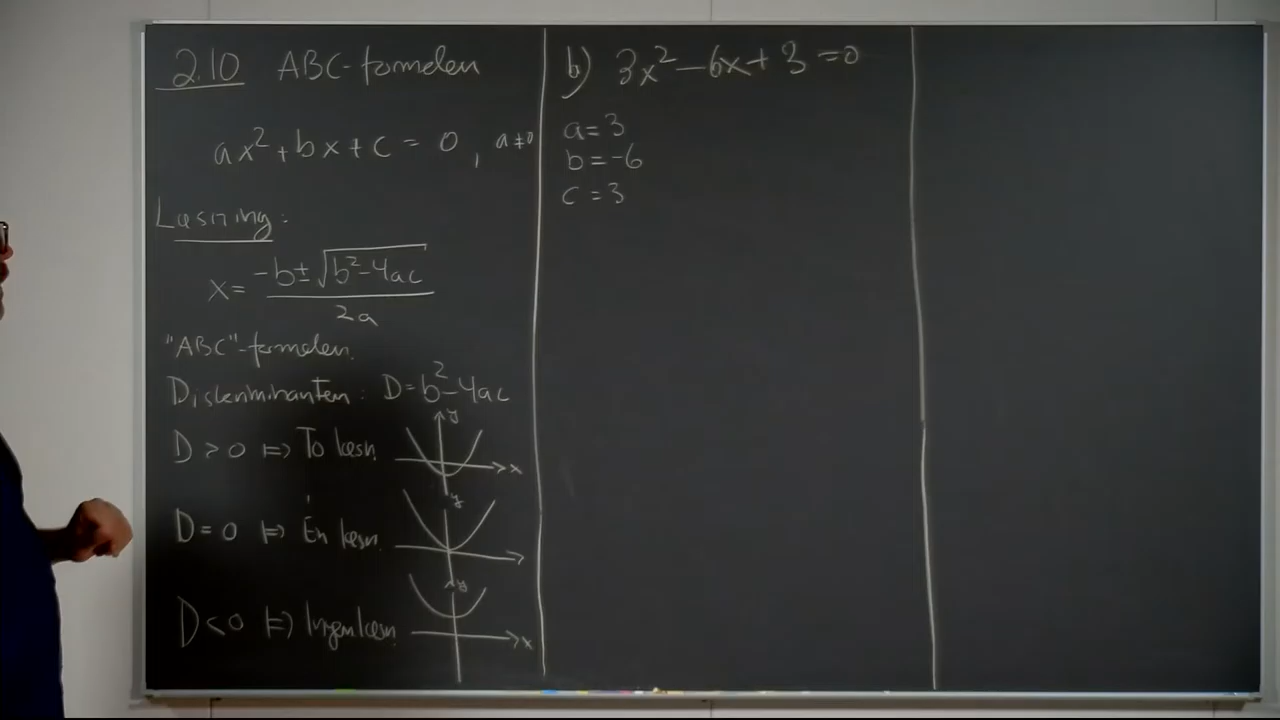 2.10 ABC-formelen
ax²+bx+c = 0, a≠0
Løsning:
x = (-b±√(b²-4ac))/(2a)
"ABC"-formelen.
Diskriminanten: D=b²-4ac
D > 0 ⇒ To løsn.
y
x
D = 0 ⇒ Én løsn.
y
D < 0 ⇒ Ingen løsn.
y
x
b) 3x²-6x+3=0
a=3
b=-6
c=3